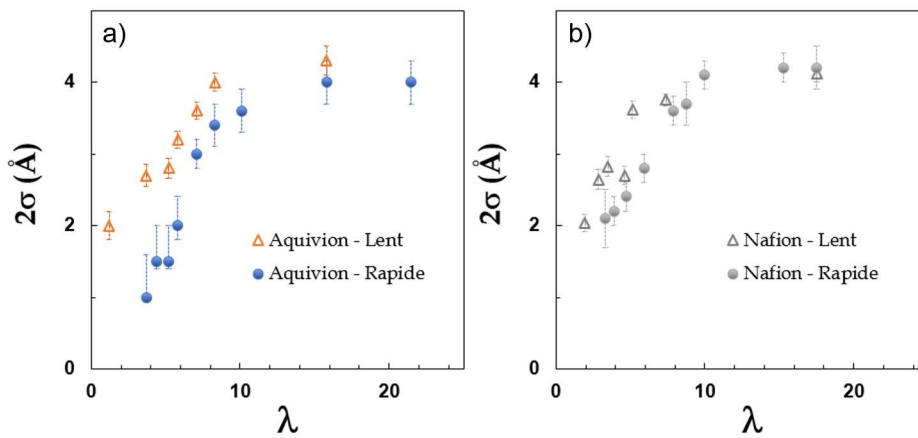 a)
4
2
0
2σ (Å)
Aquivion - Lent
Aquivion - Rapide
0
10
20
λ
b)
4
2
0
2σ (Å)
Nafion - Lent
Nafion - Rapide
0
10
20
λ